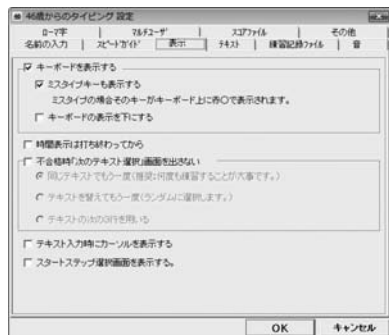 46歳からのタイピング 設定
ローマ字 マルチユーザ スコアファイル その他
名前の入力 スピードガイド 表示 テキスト 練習記録ファイル 音
キーボードを表示する
ミスタイプキーも表示する
ミスタイプの場合そのキーがキーボード上に赤○で表示されます。
キーボードの表示を下にする
時間表示は打ち終わってから
不合格時「次のテキスト選択」画面を出さない
同じテキストでもう一度(推奨:何度も練習することが大事です。)
テキストを替えてもう一度(ランダムに選択します。)
テキストの次の3行を用いる
テキスト入力時にカーソルを表示する
スタートステップ選択画面を表示する。
OK キャンセル